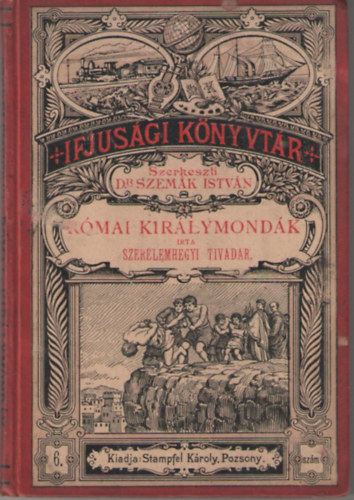 IFJUSÁGI KÖNYVTÁR
Szerkeszti
DR SZEMÁK ISTVÁN
RÓMAI KIRÁLYMONDÁK
IRTA
SZERELEMHEGYI TIVADAR.
6.
Kiadja: Stampfel Károly, Pozsony.
szám